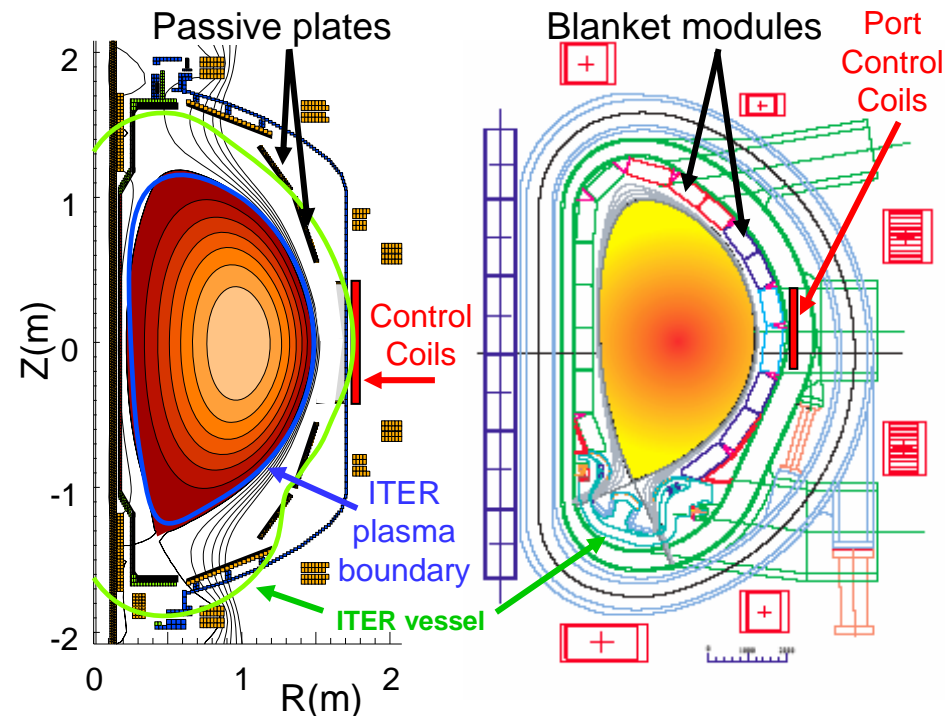 Passive plates
Blanket modules
Port
Control
Coils
2
1
0
-1
-2
Z(m)
Control
Coils
ITER
plasma
boundary
ITER vessel
0
1
2
R(m)